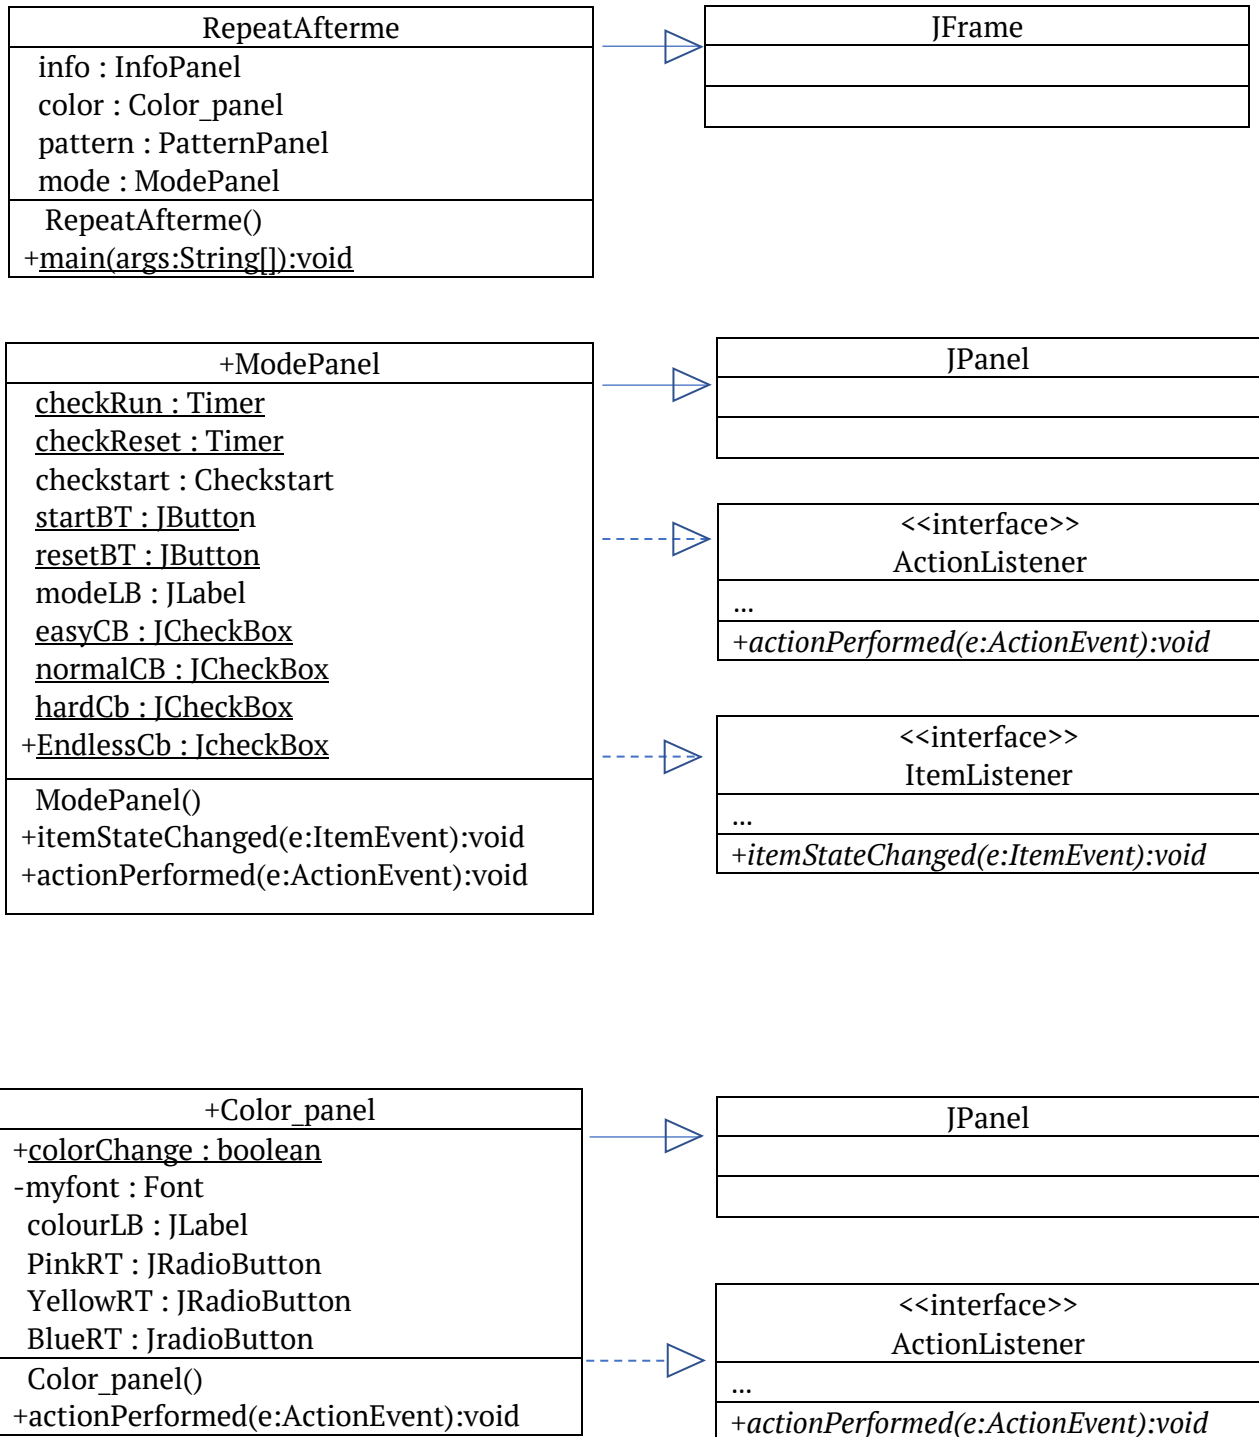 RepeatAfterme
info : InfoPanel
color : Color_panel
pattern : PatternPanel
mode : ModePanel
RepeatAfterme()
+main(args:String[]):void
JFrame
+ModePanel
checkRun : Timer
checkReset : Timer
checkstart : Checkstart
startBT : JButton
resetBT : JButton
modeLB : JLabel
easyCB : JCheckBox
normalCB : JCheckBox
hardCb : JCheckBox
+EndlessCb : JcheckBox
ModePanel()
+itemStateChanged(e:ItemEvent):void
+actionPerformed(e:ActionEvent):void
JPanel
<<interface>>
ActionListener
...
+actionPerformed(e:ActionEvent):void
<<interface>>
ItemListener
...
+itemStateChanged(e:ItemEvent):void
+Color_panel
+colorChange : boolean
-myfont : Font
colourLB : JLabel
PinkRT : JRadioButton
YellowRT : JRadioButton
BlueRT : JradioButton
Color_panel()
+actionPerformed(e:ActionEvent):void
JPanel
<<interface>>
ActionListener
...
+actionPerformed(e:ActionEvent):void